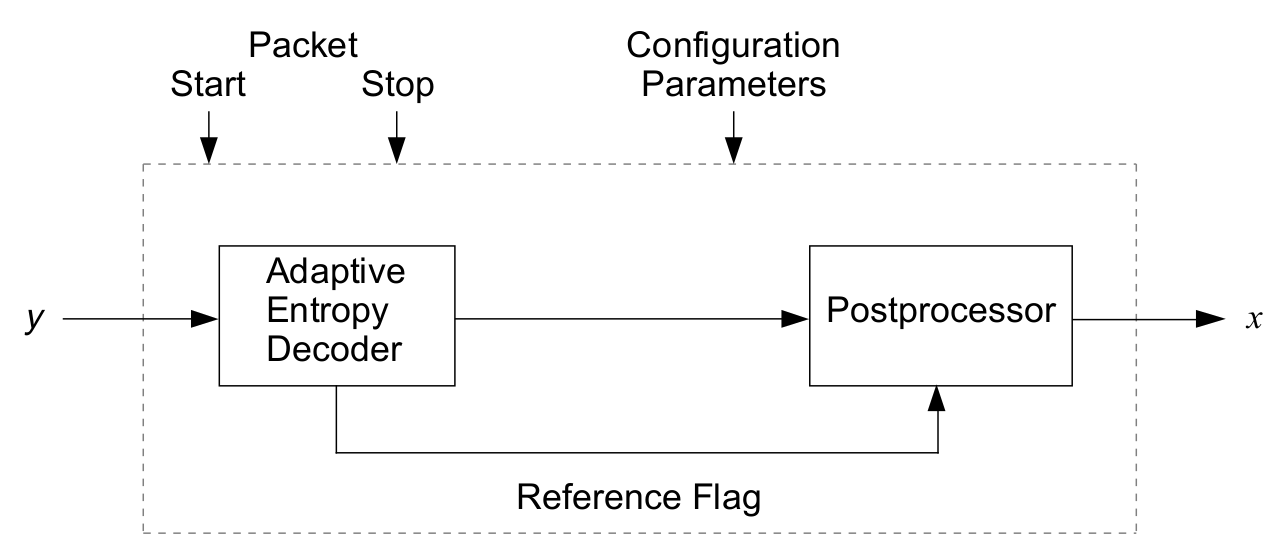 Packet
Start
Stop
Configuration
Parameters
y
Adaptive
Entropy
Decoder
Postprocessor
x
Reference Flag